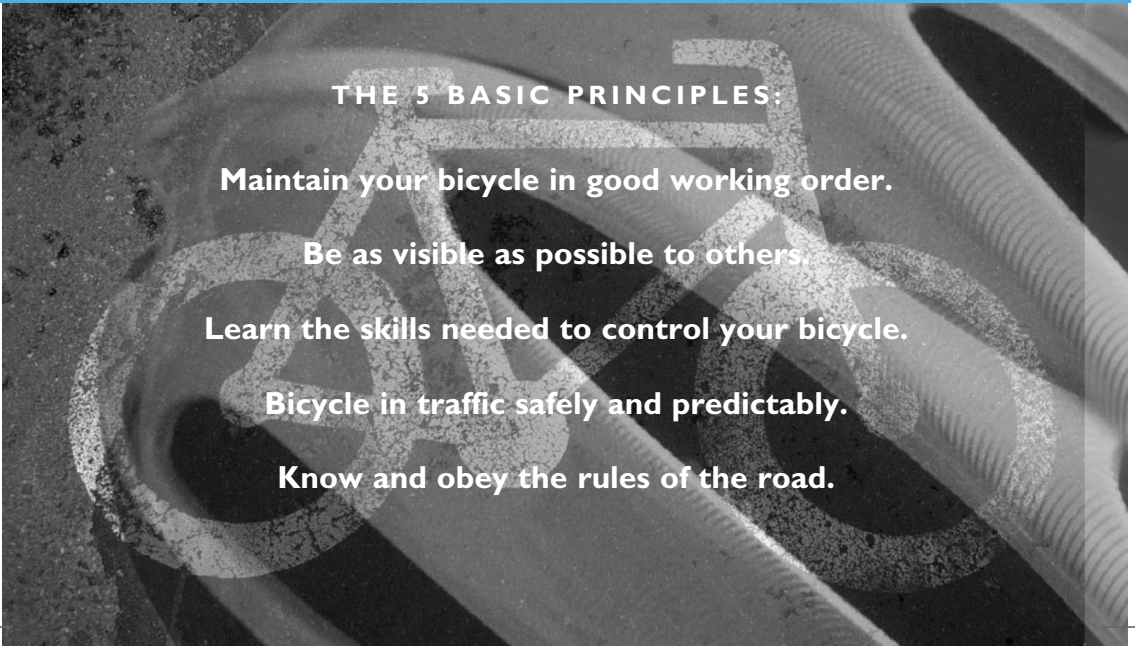 THE 5 BASIC PRINCIPLES:
Maintain your bicycle in good working order.
Be as visible as possible to others.
Learn the skills needed to control your bicycle.
Bicycle in traffic safely and predictably.
Know and obey the rules of the road.